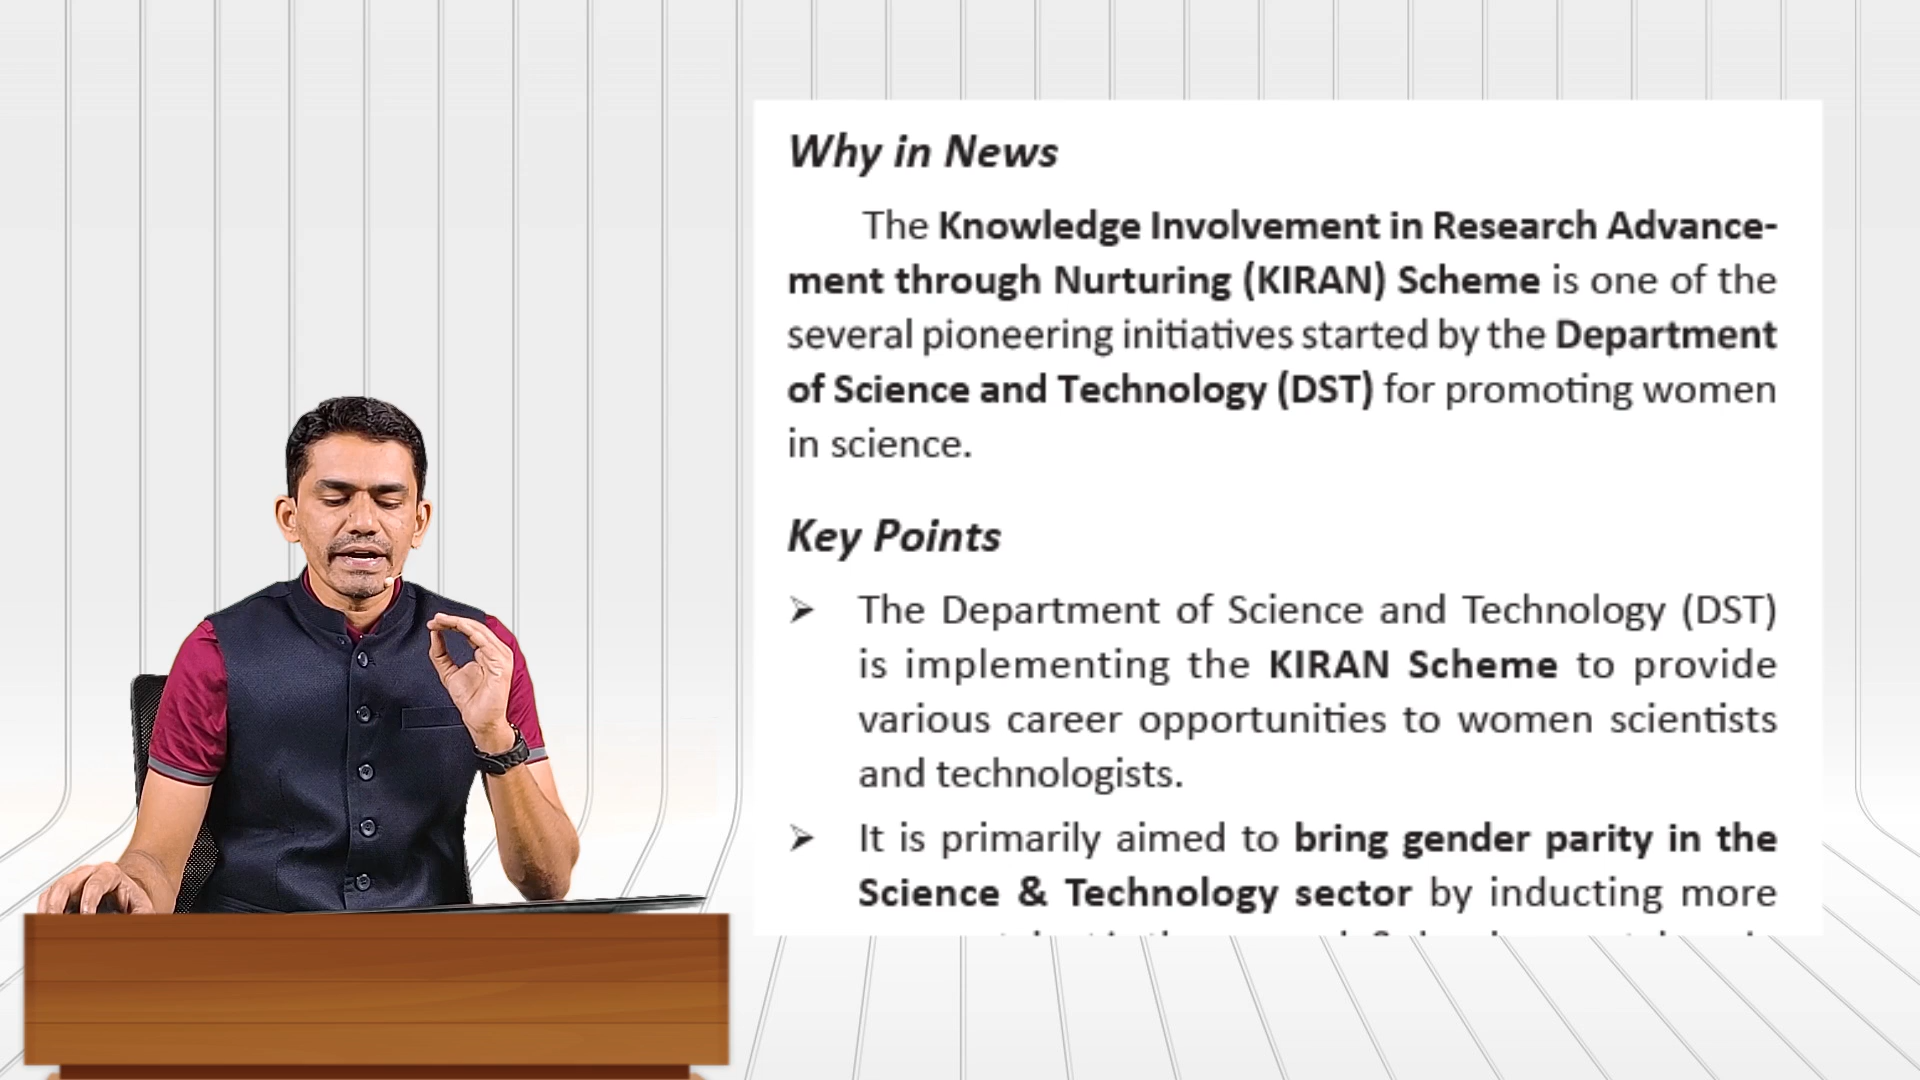 Why in News
The Knowledge Involvement in Research Advance-
ment through Nurturing (KIRAN) Scheme is one of the
several pioneering initiatives started by the Department
of Science and Technology (DST) for promoting women
in science.
Key Points
➢ The Department of Science and Technology (DST)
is implementing the KIRAN Scheme to provide
various career opportunities to women scientists
and technologists.
➢ It is primarily aimed to bring gender parity in the
Science & Technology sector by inducting more